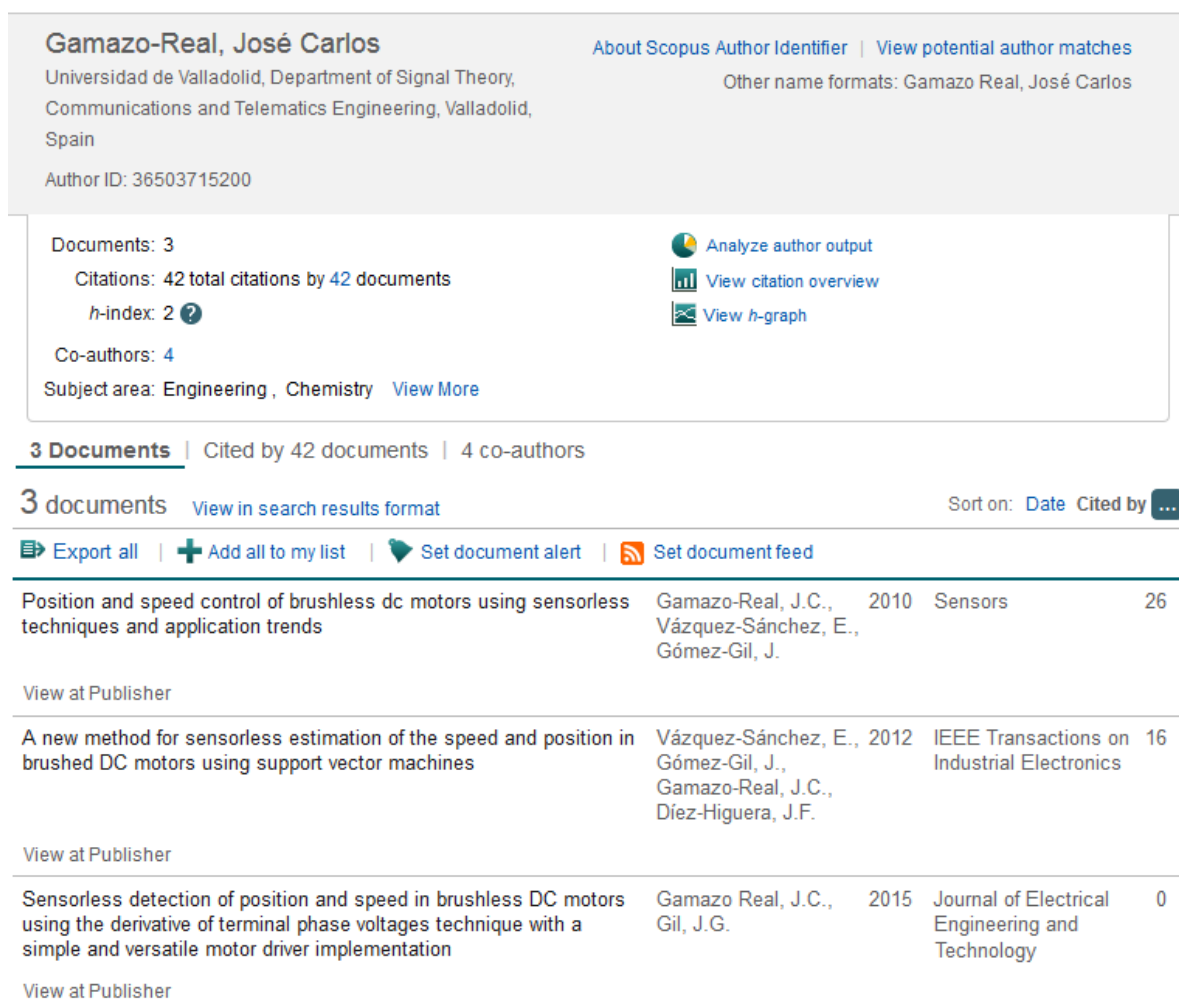 Gamazo-Real, José Carlos
Universidad de Valladolid, Department of Signal Theory,
Communications and Telematics Engineering, Valladolid,
Spain
Author ID: 36503715200
About Scopus Author Identifier | View potential author matches
Other name formats: Gamazo Real, José Carlos
Documents: 3
Citations: 42 total citations by 42 documents
h-index: 2 ?
Co-authors: 4
Subject area: Engineering , Chemistry View More
Analyze author output
View citation overview
View h-graph
3 Documents | Cited by 42 documents | 4 co-authors
3 documents View in search results format
Sort on: Date Cited by ...
Export all | Add all to my list | Set document alert | Set document feed
Position and speed control of brushless dc motors using sensorless
techniques and application trends
Gamazo-Real, J.C.,
Vázquez-Sánchez, E.,
Gómez-Gil, J.
2010
Sensors
26
View at Publisher
A new method for sensorless estimation of the speed and position in
brushed DC motors using support vector machines
Vázquez-Sánchez, E.,
Gómez-Gil, J.,
Gamazo-Real, J.C.,
Díez-Higuera, J.F.
2012
IEEE Transactions on
Industrial Electronics
16
View at Publisher
Sensorless detection of position and speed in brushless DC motors
using the derivative of terminal phase voltages technique with a
simple and versatile motor driver implementation
Gamazo Real, J.C.,
Gil, J.G.
2015
Journal of Electrical
Engineering and
Technology
0
View at Publisher